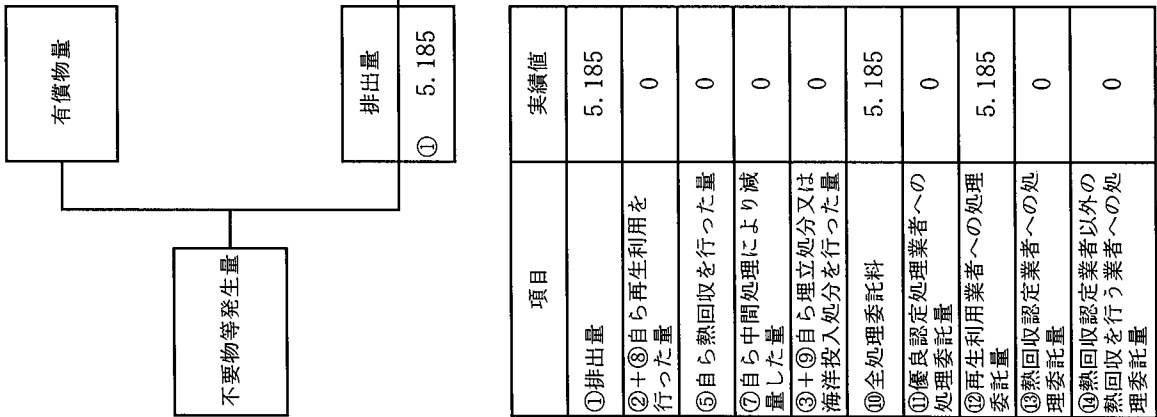 有償物量
不要物等発生量
排出量
① 5.185
項目 実績値
①排出量 5.185
②+⑧自ら再生利用を
行った量 0
⑤自ら熱回収を行った量 0
⑦自ら中間処理により減
量した量 0
③+⑨自ら埋立処分又は
海洋投入処分を行った量 0
⑩全処理委託料 5.185
⑪優良認定処理業者への
処理委託量 0
⑫再生利用業者への処理
委託量 5.185
⑬熱回収認定業者への処
理委託量 0
⑭熱回収認定業者以外の
熱回収を行う業者への処
理委託量 0